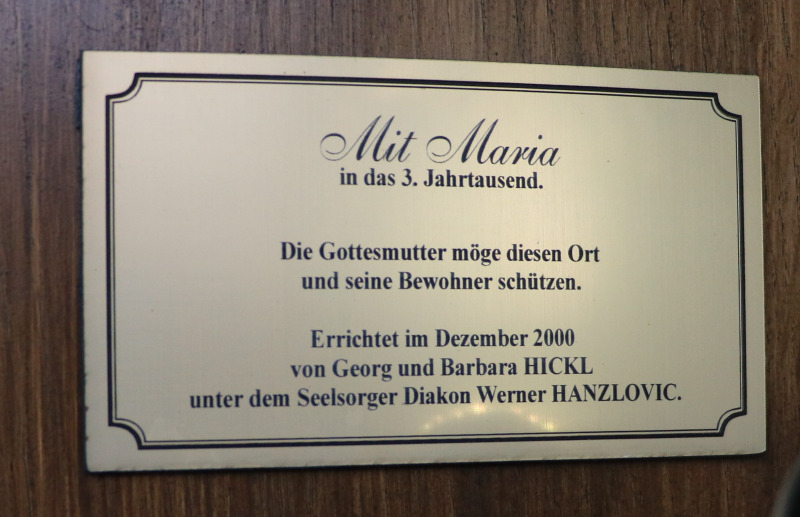 Mit Maria
in das 3. Jahrtausend.
Die Gottesmutter möge diesen Ort
und seine Bewohner schützen.
Errichtet im Dezember 2000
von Georg und Barbara HICKL
unter dem Seelsorger Diakon Werner HANZLOVIC.